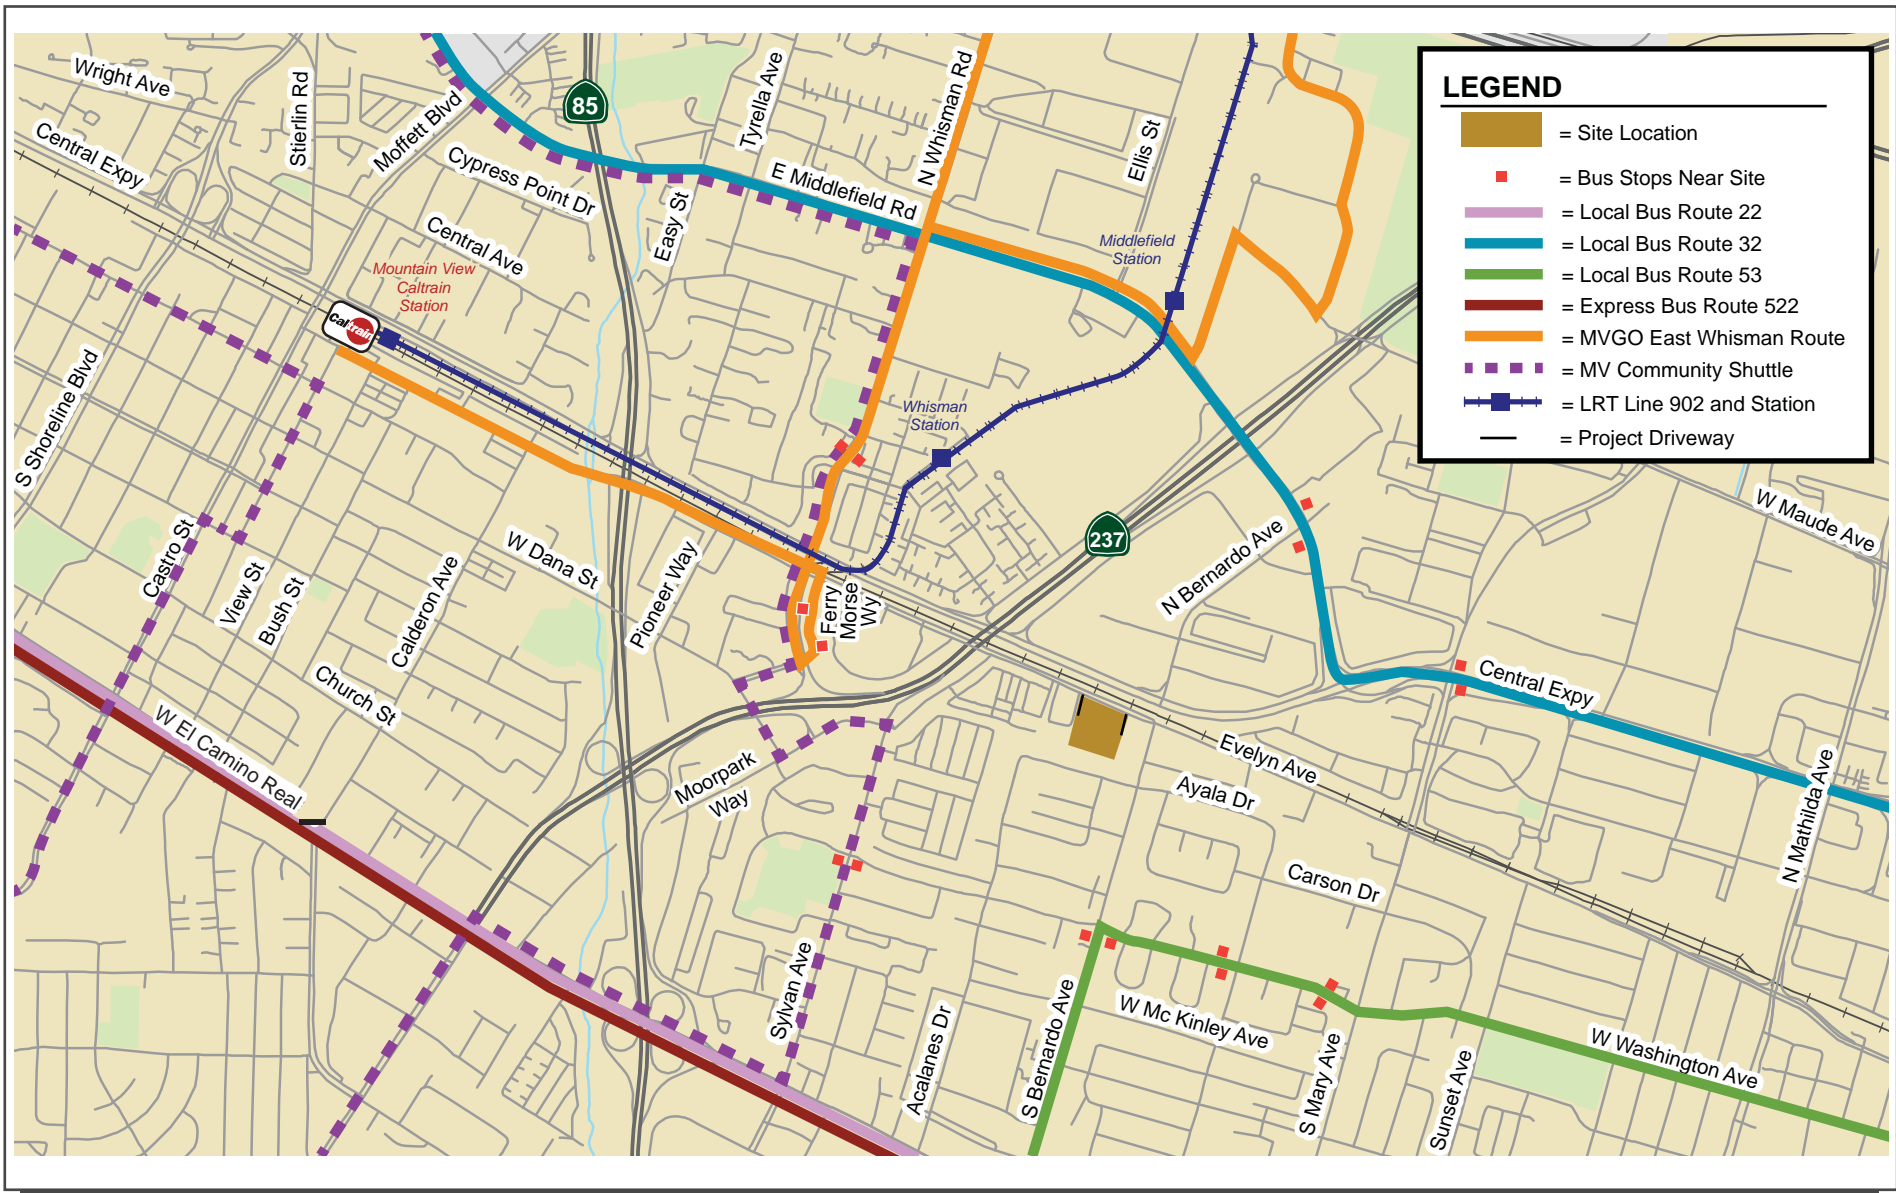 Wright Ave
Central Expy
Stierlin Rd
Moffett Blvd
85
Cypress Point Dr
Tyrella Ave
Easy St
E Middlefield Rd
N Whisman Rd
Ellis St
Central Ave
Mountain View
Caltrain
Station
Caltrain
Middlefield
Station
Whisman
Station
S Shoreline Blvd
Castro St
View St
Bush St
Calderon Ave
W Dana St
Pioneer Way
Church St
W El Camino Real
Ferry
Morse
Wy
237
N Bernardo Ave
W Maude Ave
Central Expy
N Mathilda Ave
Evelyn Ave
Ayala Dr
Carson Dr
Moorpark
Way
Sylvan Ave
Acalanes Dr
S Bernardo Ave
W Mc Kinley Ave
S Mary Ave
Sunset Ave
W Washington Ave
LEGEND
= Site Location
= Bus Stops Near Site
= Local Bus Route 22
= Local Bus Route 32
= Local Bus Route 53
= Express Bus Route 522
= MVGO East Whisman Route
= MV Community Shuttle
= LRT Line 902 and Station
= Project Driveway